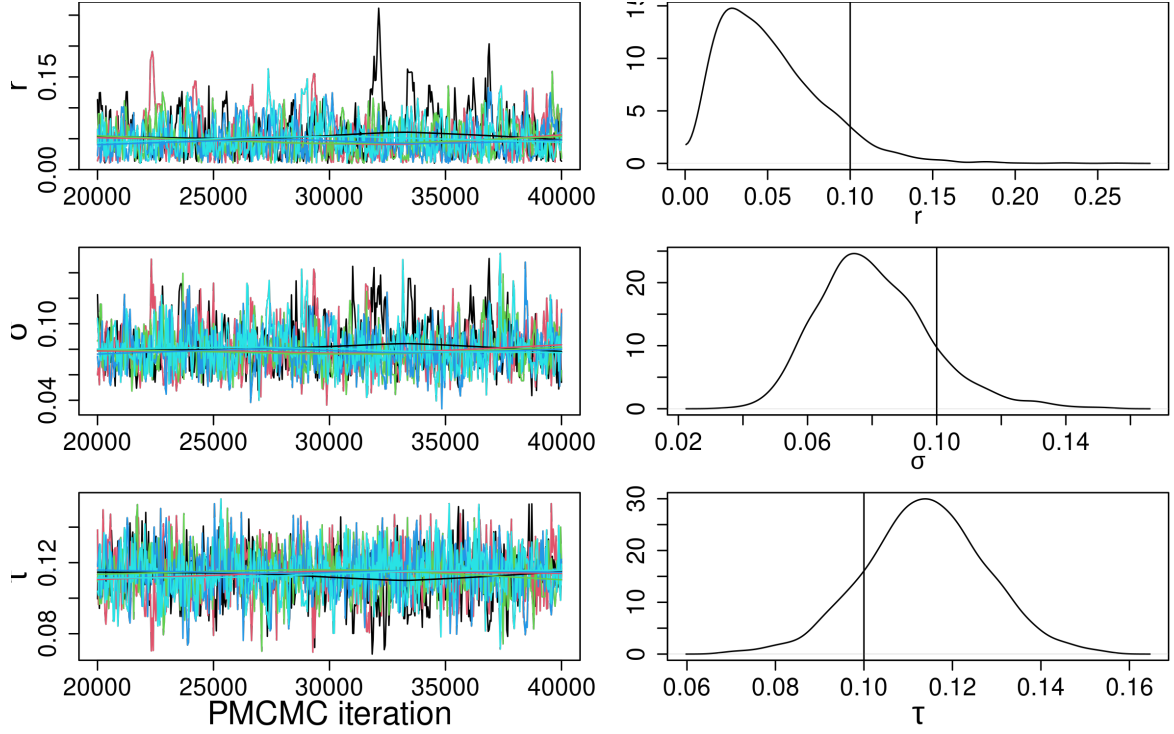 r
0.00 0.15
20000 25000 30000 35000 40000
0 5 10 15
0.00 0.05 0.10 0.15 0.20 0.25
r
σ
0.04 0.10
20000 25000 30000 35000 40000
0 10 20
0.02 0.06 0.10 0.14
σ
0.08 0.12
20000 25000 30000 35000 40000
PMCMC iteration
0 10 20 30
0.06 0.08 0.10 0.12 0.14 0.16
τ